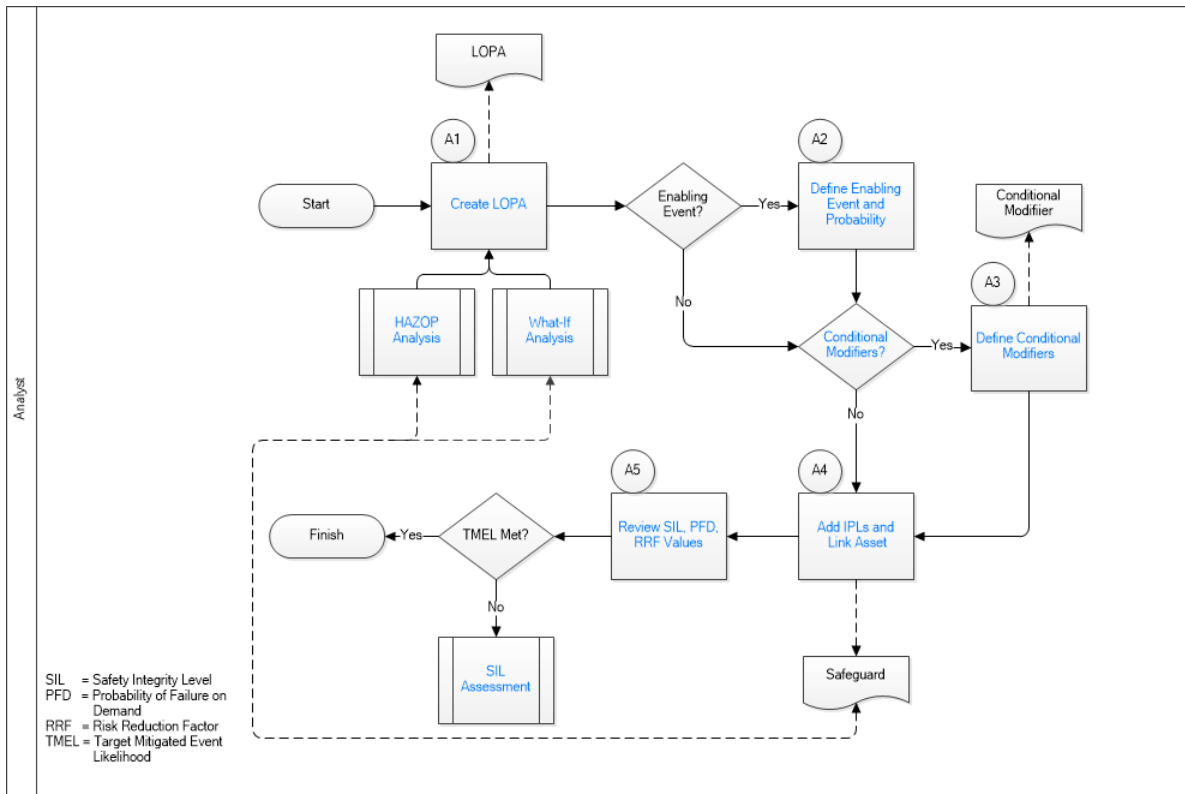 LOPA
A1
A2
Start
Create LOPA
Enabling
Event?
Yes
Define Enabling
Event and
Probability
Conditional
Modifiier
A3
No
HAZOP
Analysis
What-If
Analysis
Conditional
Modifiers?
Yes
Define Conditional
Modifiers
No
Analyst
A5
A4
Finish
Yes
TMEL Met?
Review SIL, PFD,
RRF Values
Add IPLs and
Link Asset
No
SIL
Assessment
Safeguard
SIL = Safety Integrity Level
PFD = Probability of Failure on
Demand
RRF = Risk Reduction Factor
TMEL = Target Mitigated Event
Likelihood